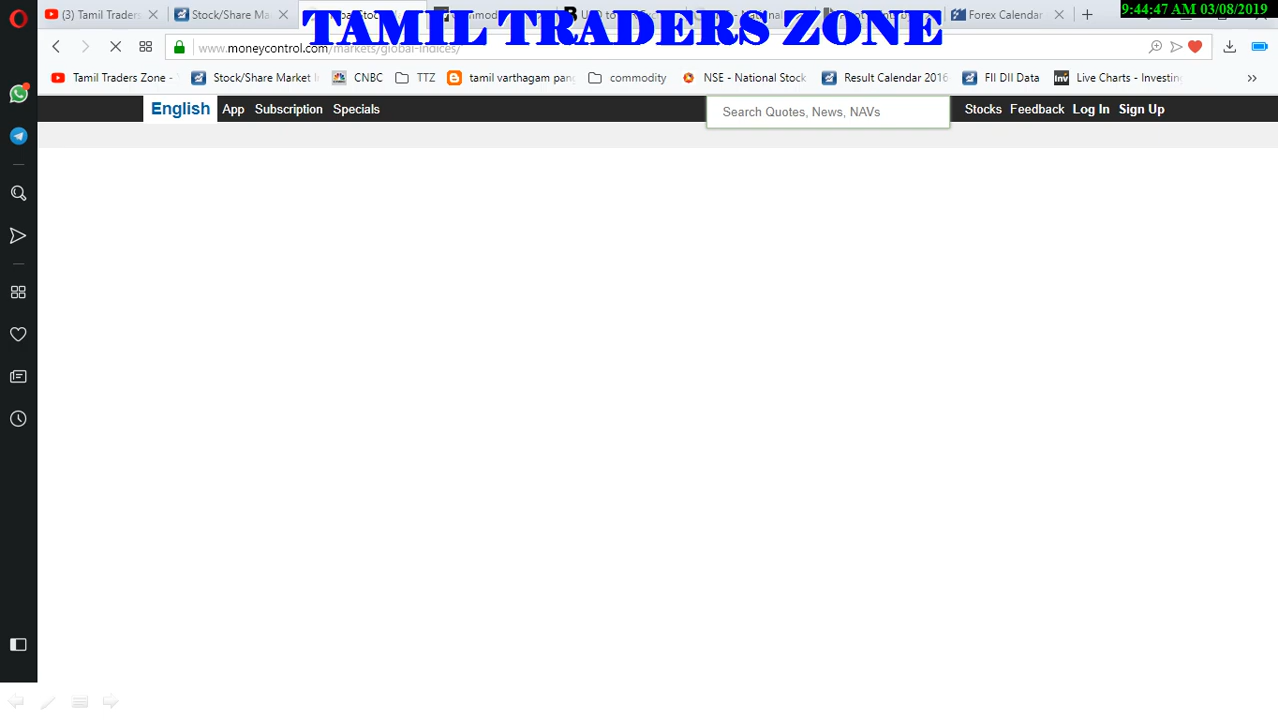 TAMIL TRADERS ZONE
9:44:47 AM 03/08/2019
(3) Tamil Traders
Stock/Share Ma
Forex Calendar
www.moneycontrol.com/markets/global-indices/
Tamil Traders Zone -
Stock/Share Market I
CNBC
TTZ
tamil varthagam pan
commodity
NSE - National Stock
Result Calendar 2016
FII DII Data
Inv
Live Charts - Investin
English
App
Subscription
Specials
Search Quotes, News, NAVs
Stocks
Feedback
Log In
Sign Up